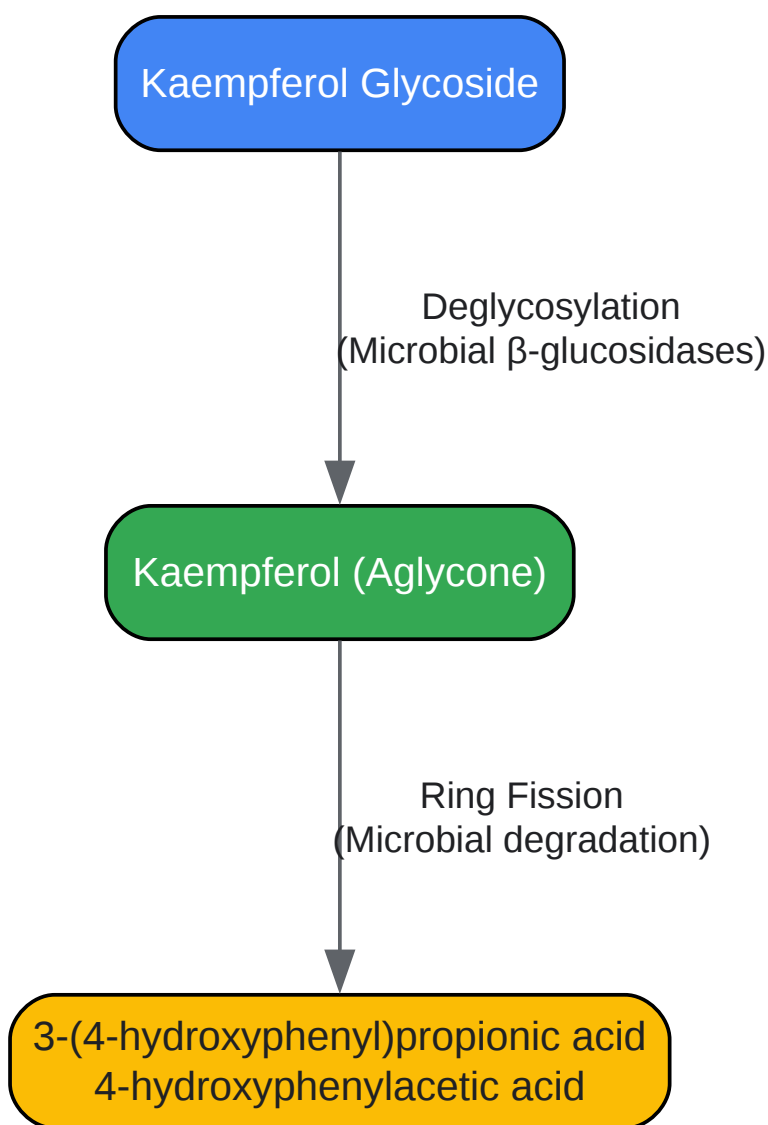 Kaempferol Glycoside
Deglycosylation
(Microbial β-glucosidases)
Kaempferol (Aglycone)
Ring Fission
(Microbial degradation)
3-(4-hydroxyphenyl)propionic acid
4-hydroxyphenylacetic acid